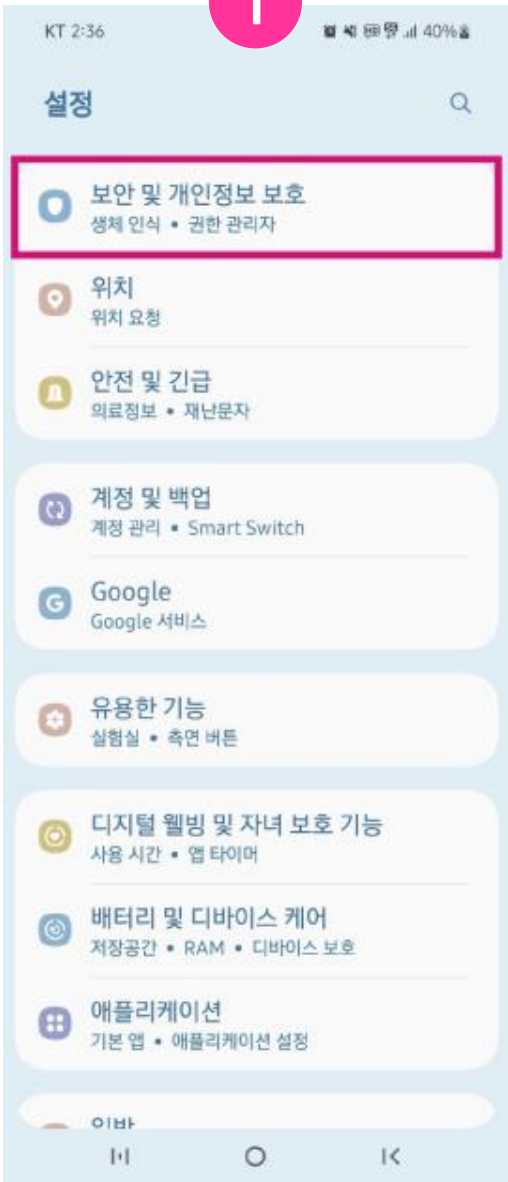 1
KT 2:36 40%
설정
보안 및 개인정보 보호
생체 인식 • 권한 관리자
위치
위치 요청
안전 및 긴급
의료정보 • 재난문자
계정 및 백업
계정 관리 • Smart Switch
Google
Google 서비스
유용한 기능
실험실 • 측면 버튼
디지털 웰빙 및 자녀 보호 기능
사용 시간 • 앱 타이머
배터리 및 디바이스 케어
저장공간 • RAM • 디바이스 보호
애플리케이션
기본 앱 • 애플리케이션 설정